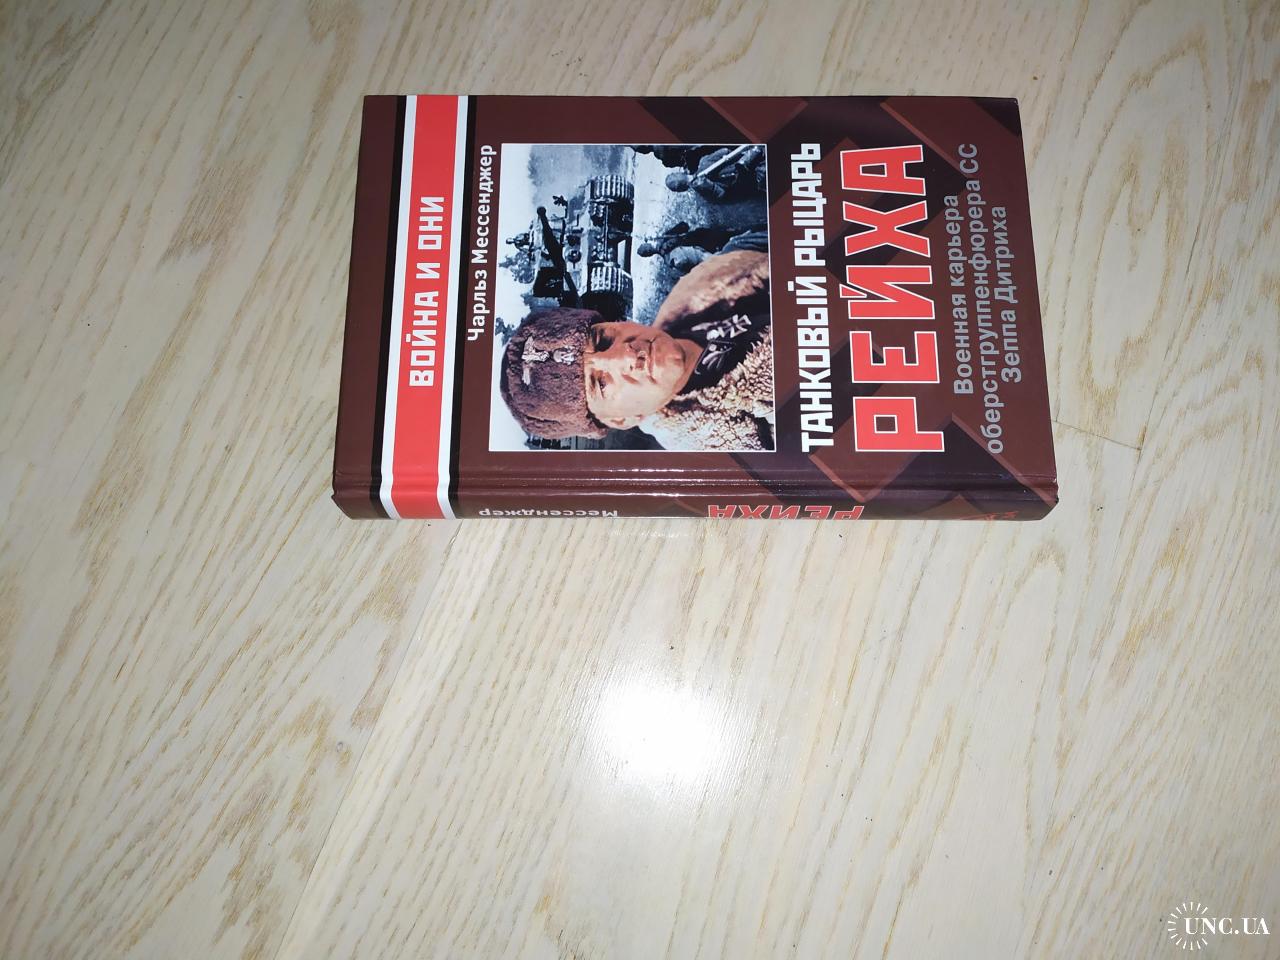 ВОЙНА И ОНИ
Чарльз Мессенджер
ТАНКОВЫЙ РЫЦАРЬ
РЕЙХА
Военная карьера
оберстгруппенфюрера СС
Зеппа Дитриха
Мессенджер
РЕЙХА
UNC.UA